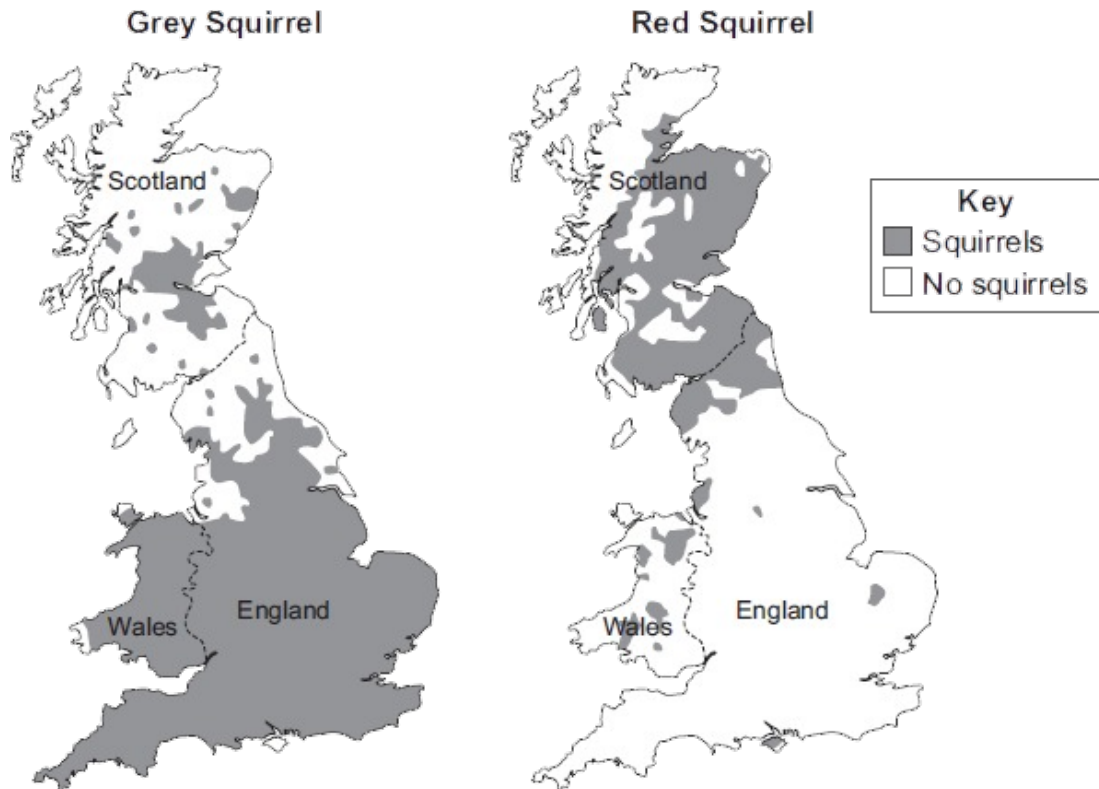 Grey Squirrel
Red Squirrel
Scotland
Scotland
Key
Squirrels
No squirrels
Wales
England
Wales
England